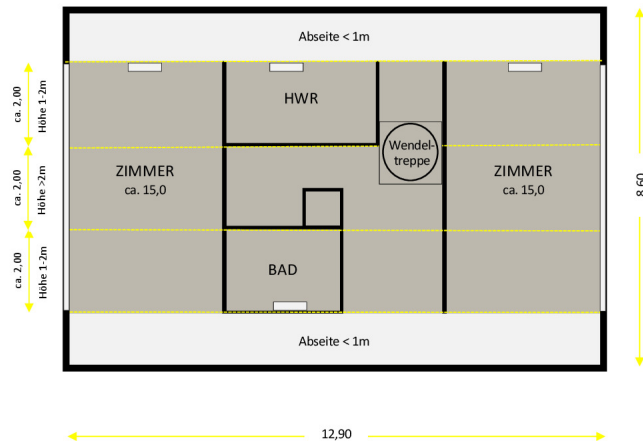 Abseite < 1m
ca. 2,00
Höhe 1-2m
HWR
Wendel-
treppe
ca. 2,00
Höhe >2m
ZIMMER
ca. 15,0
ZIMMER
ca. 15,0
8,60
ca. 2,00
Höhe 1-2m
BAD
Abseite < 1m
12,90